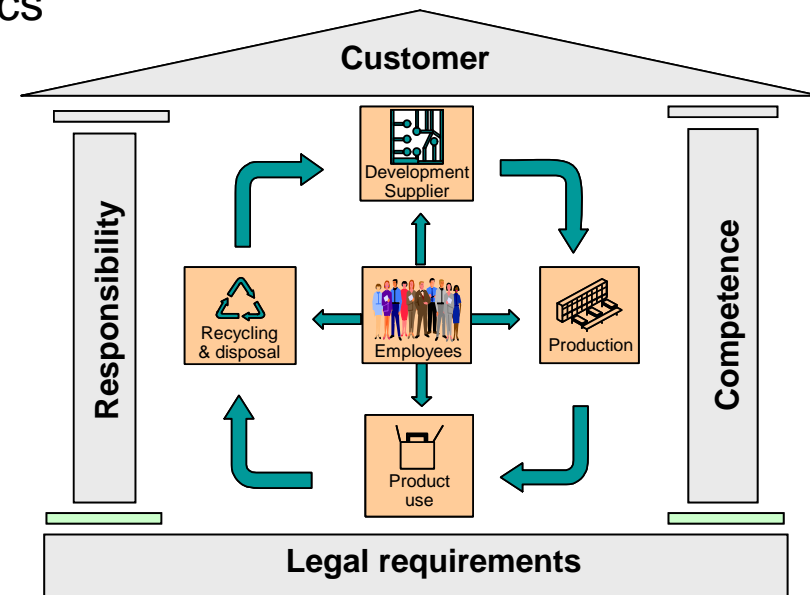 cs
Customer
Development
Supplier
Responsibility
Competence
Recycling
& disposal
Employees
Production
Product
use
Legal requirements